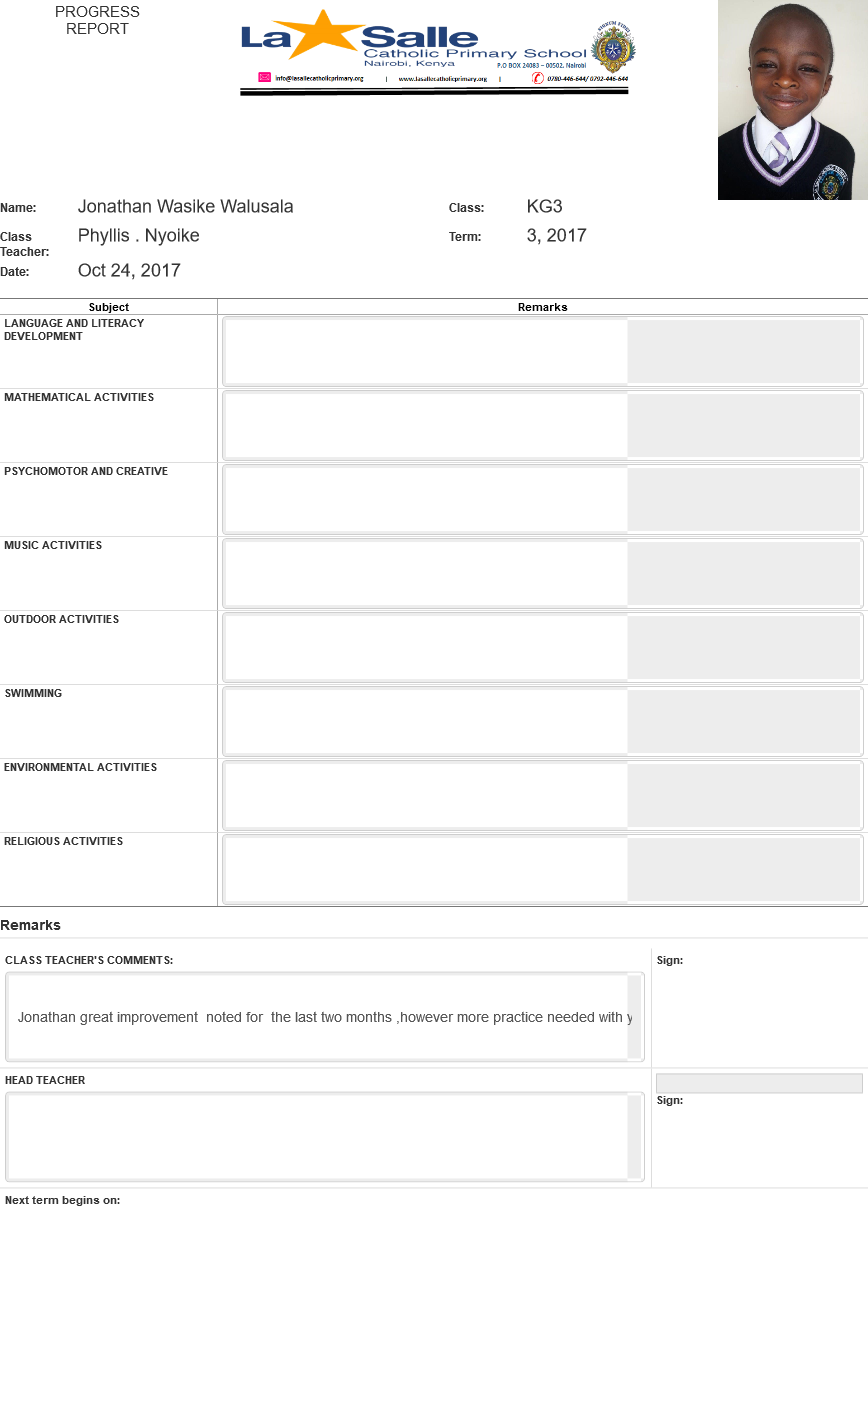 PROGRESS
REPORT
La Salle
Catholic Primary School
Nairobi, Kenya
P.O BOX 24083 – 00502, Nairobi
info@lasallecatholicprimary.org | www.lasallecatholicprimary.org | 0780-446-644/ 0792-446-644
Name: Jonathan Wasike Walusala Class: KG3
Class Teacher: Phyllis . Nyoike Term: 3, 2017
Date: Oct 24, 2017
Subject Remarks
LANGUAGE AND LITERACY
DEVELOPMENT
MATHEMATICAL ACTIVITIES
PSYCHOMOTOR AND CREATIVE
MUSIC ACTIVITIES
OUTDOOR ACTIVITIES
SWIMMING
ENVIRONMENTAL ACTIVITIES
RELIGIOUS ACTIVITIES
Remarks
CLASS TEACHER'S COMMENTS: Sign:
Jonathan great improvement  noted for  the last two months ,however more practice needed with y
HEAD TEACHER
Sign:
Next term begins on: